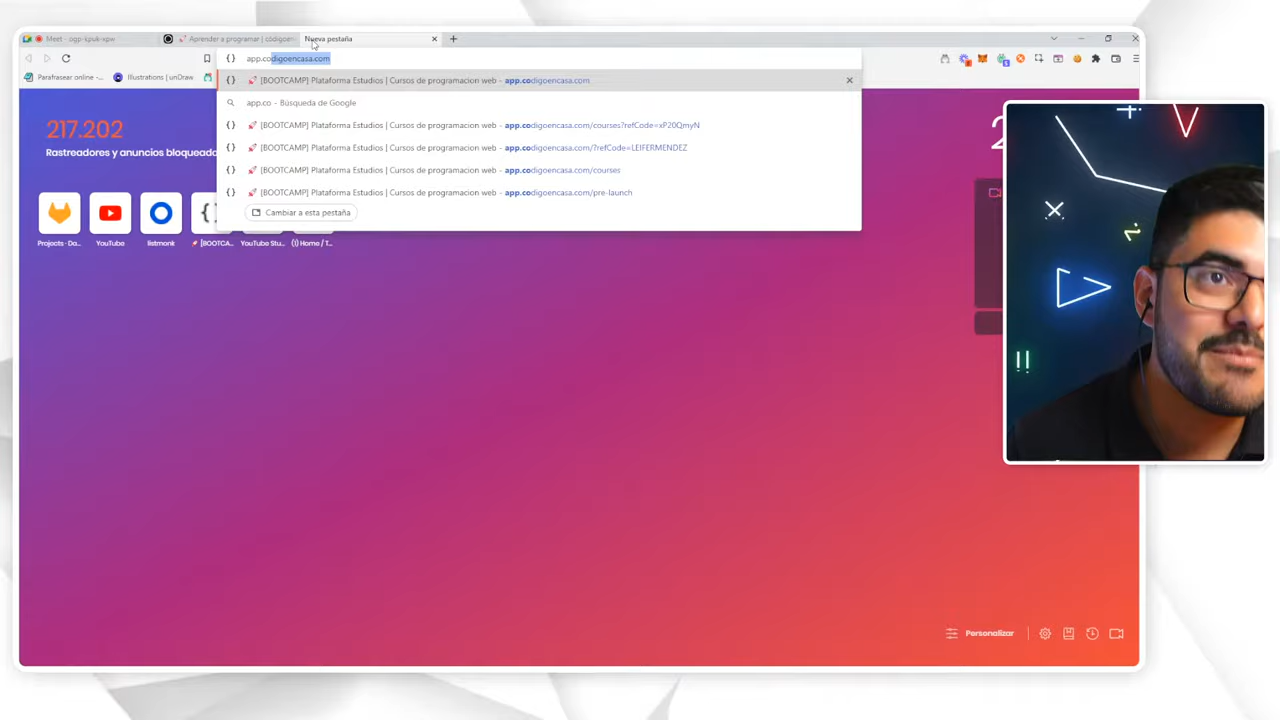 Meet - ogp-kpuk-xpw
Aprender a programar | códigoenc
Nueva pestaña
app.codigoencasa.com
Parafrasear online -...
Illustrations | unDraw
🚀 [BOOTCAMP] Plataforma Estudios | Cursos de programacion web - app.codigoencasa.com
app.co - Búsqueda de Google
🚀 [BOOTCAMP] Plataforma Estudios | Cursos de programacion web - app.codigoencasa.com/courses?refCode=xP20QmyN
🚀 [BOOTCAMP] Plataforma Estudios | Cursos de programacion web - app.codigoencasa.com/?refCode=LEIFERMENDEZ
🚀 [BOOTCAMP] Plataforma Estudios | Cursos de programacion web - app.codigoencasa.com/courses
🚀 [BOOTCAMP] Plataforma Estudios | Cursos de programacion web - app.codigoencasa.com/pre-launch
Cambiar a esta pestaña
217.202
Rastreadores y anuncios bloqueado
Projects · Da...
YouTube
listmonk
🚀 [BOOTCA...
YouTube Stu...
(1) Home / T...
2
Personalizar